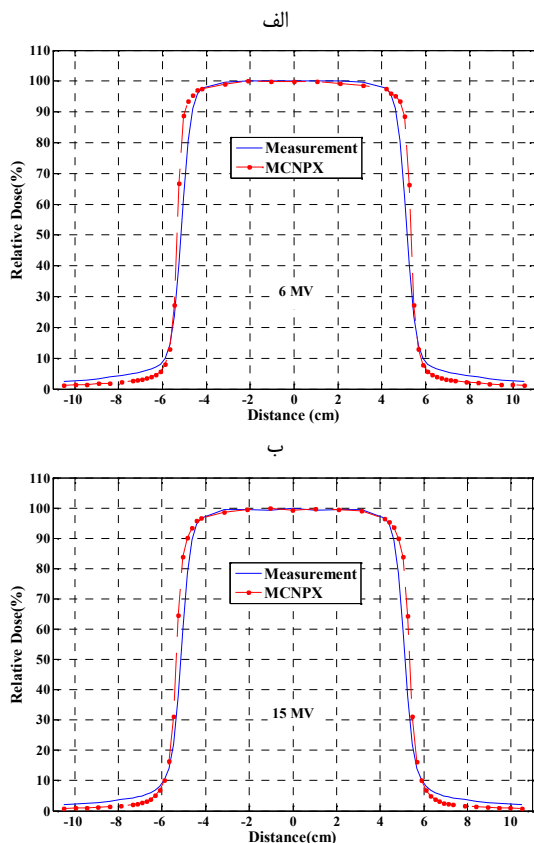 الف
110
100
90
80
70
60
50
40
30
20
10
0
Relative Dose(%)
Measurement
MCNPX
6 MV
-10 -8 -6 -4 -2 0 2 4 6 8 10
Distance (cm)
ب
110
100
90
80
70
60
50
40
30
20
10
0
Relative Dose(%)
Measurement
MCNPX
15 MV
-10 -8 -6 -4 -2 0 2 4 6 8 10
Distance(cm)